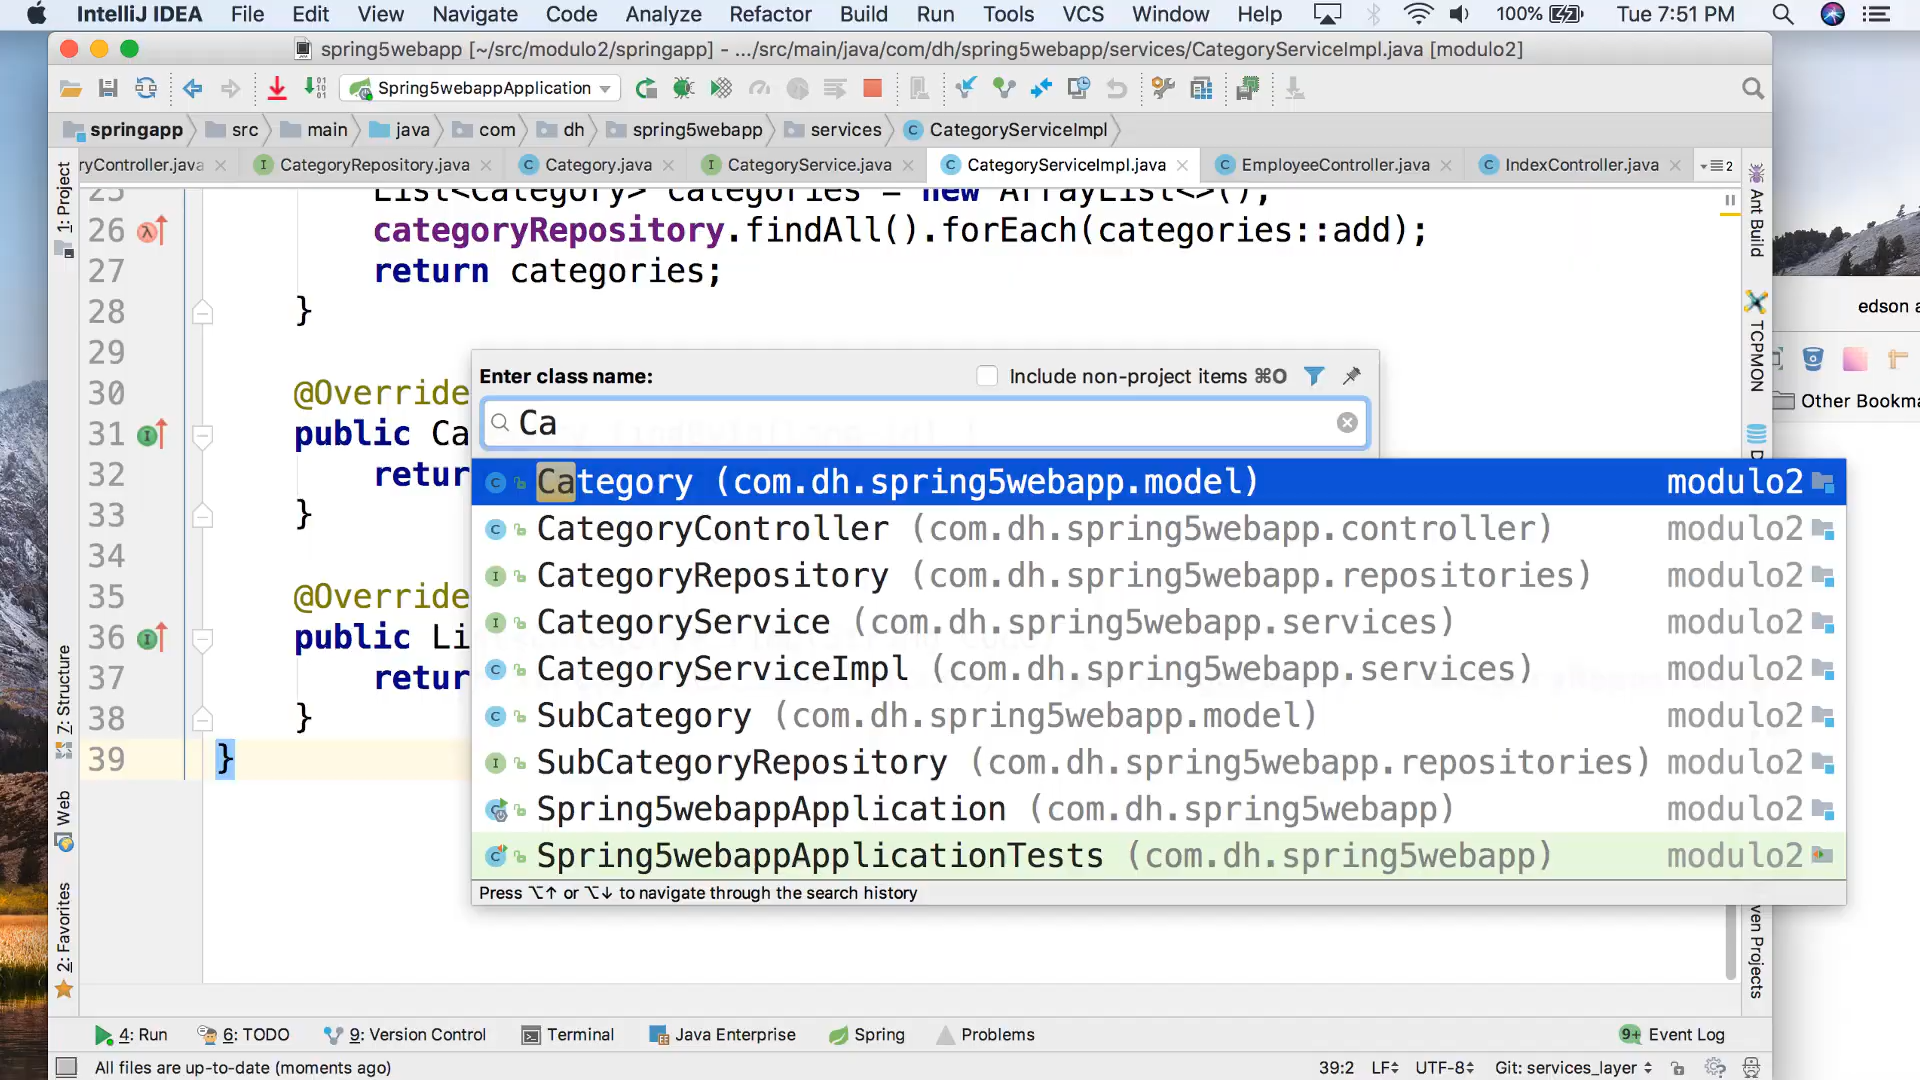 IntelliJ IDEA File Edit View Navigate Code Analyze Refactor Build Run Tools VCS Window Help 100% Tue 7:51 PM
spring5webapp [~/src/modulo2/springapp] - .../src/main/java/com/dh/spring5webapp/services/CategoryServiceImpl.java [modulo2]
Spring5webappApplication
springapp src main java com dh spring5webapp services CategoryServiceImpl
ryController.java CategoryRepository.java Category.java CategoryService.java CategoryServiceImpl.java EmployeeController.java IndexController.java 2
25 List<Category> categories = new ArrayList<>();
26 categoryRepository.findAll().forEach(categories::add);
27 return categories;
28 }
29
30 @Override
31 public Ca
32 retur
33 }
34
35 @Override
36 public Li
37 retur
38 }
39 }
Enter class name: Include non-project items ⌘O
Ca
Category (com.dh.spring5webapp.model) modulo2
CategoryController (com.dh.spring5webapp.controller) modulo2
CategoryRepository (com.dh.spring5webapp.repositories) modulo2
CategoryService (com.dh.spring5webapp.services) modulo2
CategoryServiceImpl (com.dh.spring5webapp.services) modulo2
SubCategory (com.dh.spring5webapp.model) modulo2
SubCategoryRepository (com.dh.spring5webapp.repositories) modulo2
Spring5webappApplication (com.dh.spring5webapp) modulo2
Spring5webappApplicationTests (com.dh.spring5webapp) modulo2
Press ⌥↑ or ⌥↓ to navigate through the search history
1: Project
7: Structure
Web
2: Favorites
Ant Build
TCPMON
D
ven Projects
edson a
Other Bookma
4: Run 6: TODO 9: Version Control Terminal Java Enterprise Spring Problems 9+ Event Log
All files are up-to-date (moments ago) 39:2 LF UTF-8 Git: services_layer